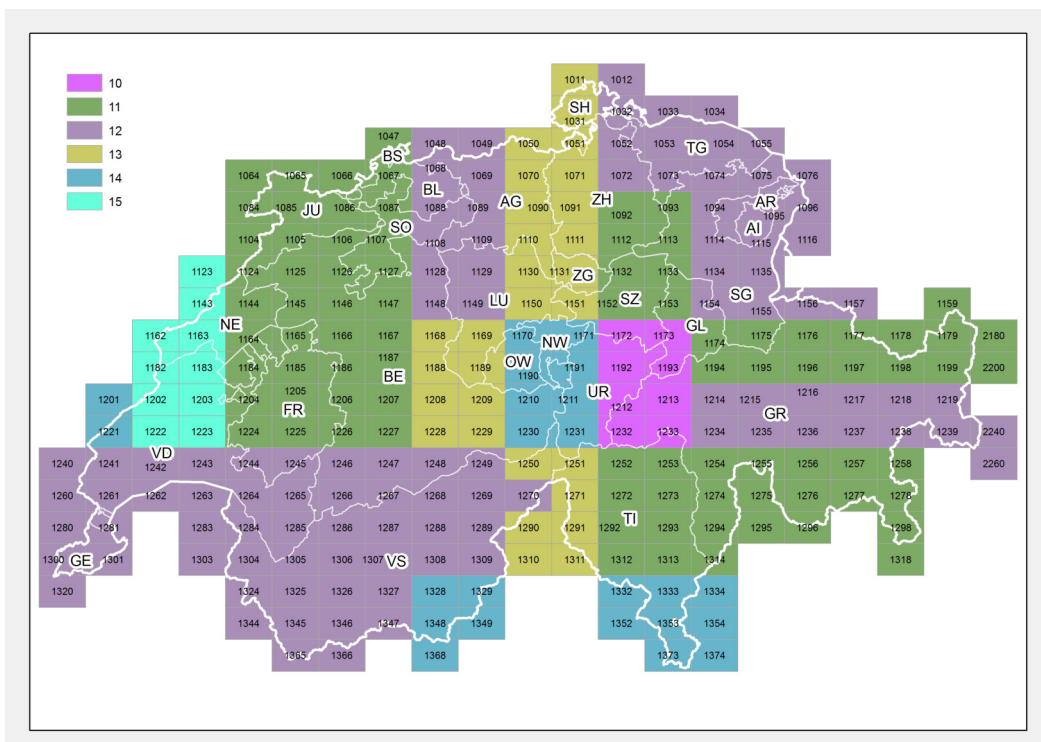 10
11
12
13
14
15
1011 1012
SH
1031 1032 1033 1034
1047 1048 1049 1050 1051 1052 1053 1054 1055
BS TG
1064 1065 1066 1067 1068 1069 1070 1071 1072 1073 1074 1075 1076
BL AR
JU AG ZH
1084 1085 1086 1087 1088 1089 1090 1091 1092 1093 1094 1095 1096
SO AI
1104 1105 1106 1107 1108 1109 1110 1111 1112 1113 1114 1115 1116
1123 1124 1125 1126 1127 1128 1129 1130 1131 ZG 1132 1133 1134 1135
1143 1144 1145 1146 1147 1148 1149 LU 1150 1151 1152 SZ 1153 1154 SG 1155 1156 1157 1159
NE GL
1162 1163 1164 1165 1166 1167 1168 1169 1170 NW 1171 1172 1173 1174 1175 1176 1177 1178 1179 2180
1182 1183 1184 1185 1186 1187 BE 1188 1189 OW 1190 1191 1192 1193 1194 1195 1196 1197 1198 1199 2200
UR
1201 1202 1203 1204 1205 1206 1207 1208 1209 1210 1211 1212 1213 1214 1215 1216 1217 1218 1219
FR GR
1221 1222 1223 1224 1225 1226 1227 1228 1229 1230 1231 1232 1233 1234 1235 1236 1237 1238 1239 2240
VD
1240 1241 1242 1243 1244 1245 1246 1247 1248 1249 1250 1251 1252 1253 1254 1255 1256 1257 1258 2260
1260 1261 1262 1263 1264 1265 1266 1267 1268 1269 1270 1271 1272 1273 1274 1275 1276 1277 1278
TI
1280 1281 1283 1284 1285 1286 1287 1288 1289 1290 1291 1292 1293 1294 1295 1296 1298
1300 GE 1301 1303 1304 1305 1306 1307 VS 1308 1309 1310 1311 1312 1313 1314 1318
1320 1324 1325 1326 1327 1328 1329 1332 1333 1334
1344 1345 1346 1347 1348 1349 1352 1353 1354
1365 1366 1368 1373 1374